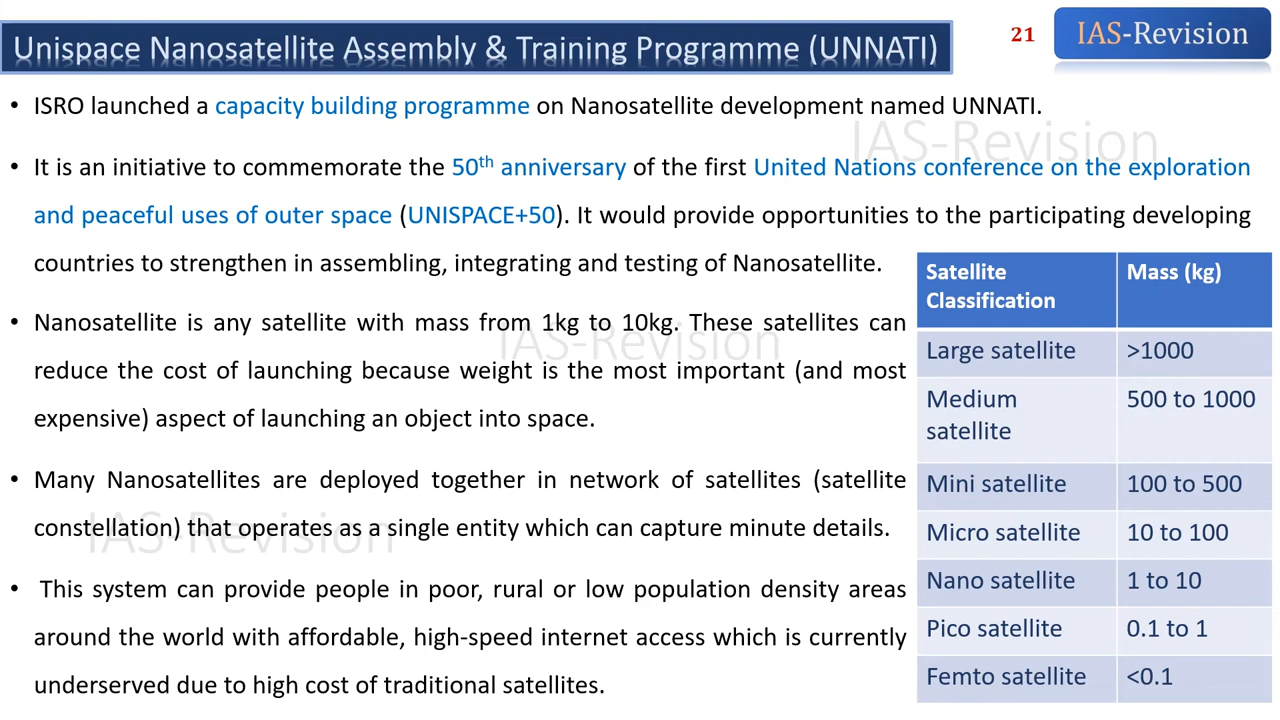 Unispace Nanosatellite Assembly & Training Programme (UNNATI)
21
IAS-Revision
• ISRO launched a capacity building programme on Nanosatellite development named UNNATI.
• It is an initiative to commemorate the 50th anniversary of the first United Nations conference on the exploration
and peaceful uses of outer space (UNISPACE+50). It would provide opportunities to the participating developing
countries to strengthen in assembling, integrating and testing of Nanosatellite.
• Nanosatellite is any satellite with mass from 1kg to 10kg. These satellites can
reduce the cost of launching because weight is the most important (and most
expensive) aspect of launching an object into space.
• Many Nanosatellites are deployed together in network of satellites (satellite
constellation) that operates as a single entity which can capture minute details.
• This system can provide people in poor, rural or low population density areas
around the world with affordable, high-speed internet access which is currently
underserved due to high cost of traditional satellites.
Satellite Mass (kg)
Classification
Large satellite >1000
Medium 500 to 1000
satellite
Mini satellite 100 to 500
Micro satellite 10 to 100
Nano satellite 1 to 10
Pico satellite 0.1 to 1
Femto satellite <0.1
IAS-Revision
IAS-Revision
IAS-Revision